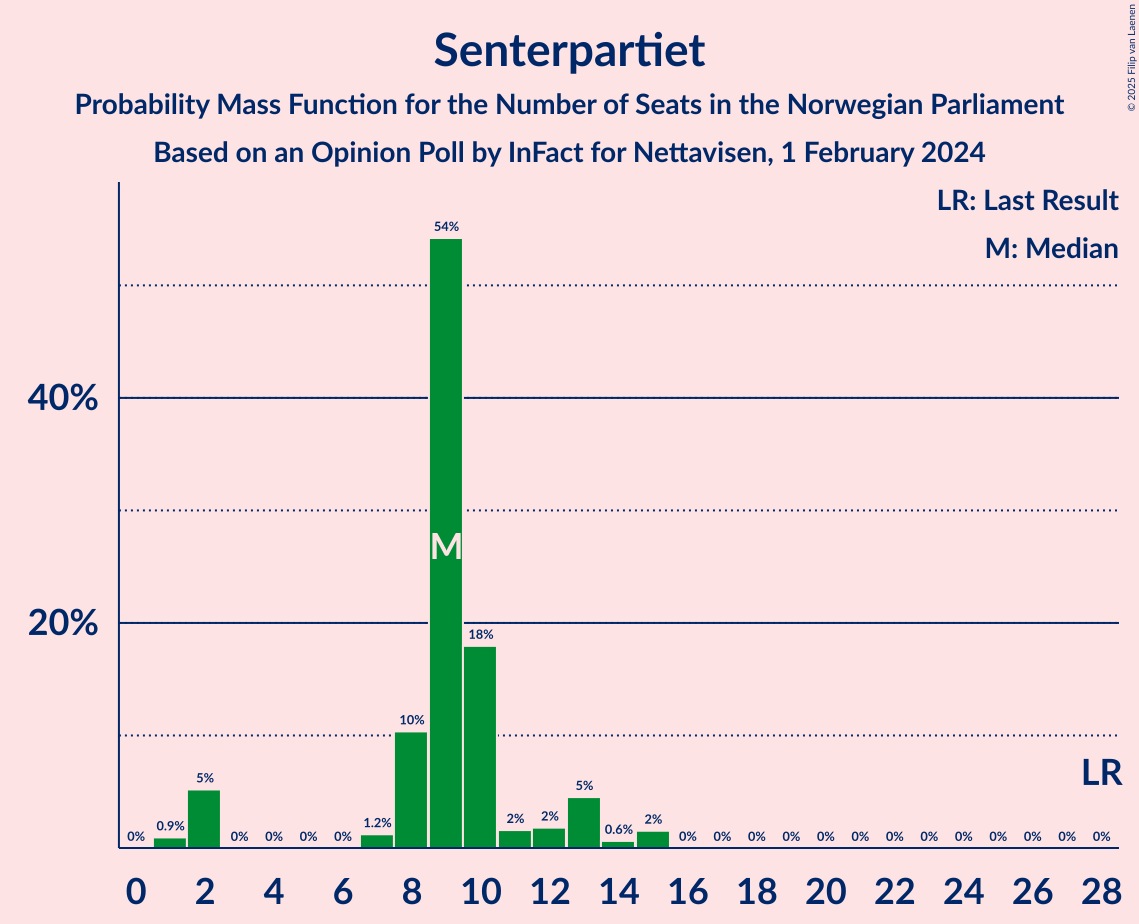 Senterpartiet
Probability Mass Function for the Number of Seats in the Norwegian Parliament
Based on an Opinion Poll by InFact for Nettavisen, 1 February 2024
© 2025 Filip van Laenen
LR: Last Result
M: Median
54%
40%
M
20%
18%
10%
LR
5%
5%
0% 0.9% 0% 0% 0% 0% 1.2% 2% 2% 0.6% 2% 0% 0% 0% 0% 0% 0% 0% 0% 0% 0% 0% 0% 0%
0 2 4 6 8 10 12 14 16 18 20 22 24 26 28